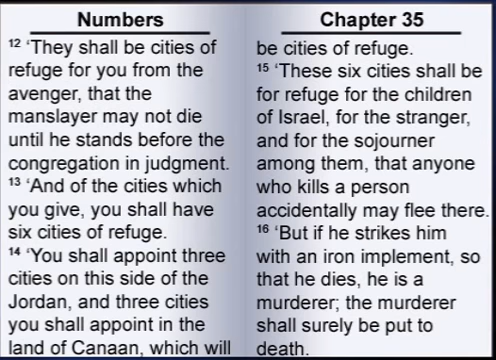 Numbers
12 ‘They shall be cities of
refuge for you from the
avenger, that the
manslayer may not die
until he stands before the
congregation in judgment.
13 ‘And of the cities which
you give, you shall have
six cities of refuge.
14 ‘You shall appoint three
cities on this side of the
Jordan, and three cities
you shall appoint in the
land of Canaan, which will
Chapter 35
be cities of refuge.
15 ‘These six cities shall be
for refuge for the children
of Israel, for the stranger,
and for the sojourner
among them, that anyone
who kills a person
accidentally may flee there.
16 ‘But if he strikes him
with an iron implement, so
that he dies, he is a
murderer; the murderer
shall surely be put to
death.